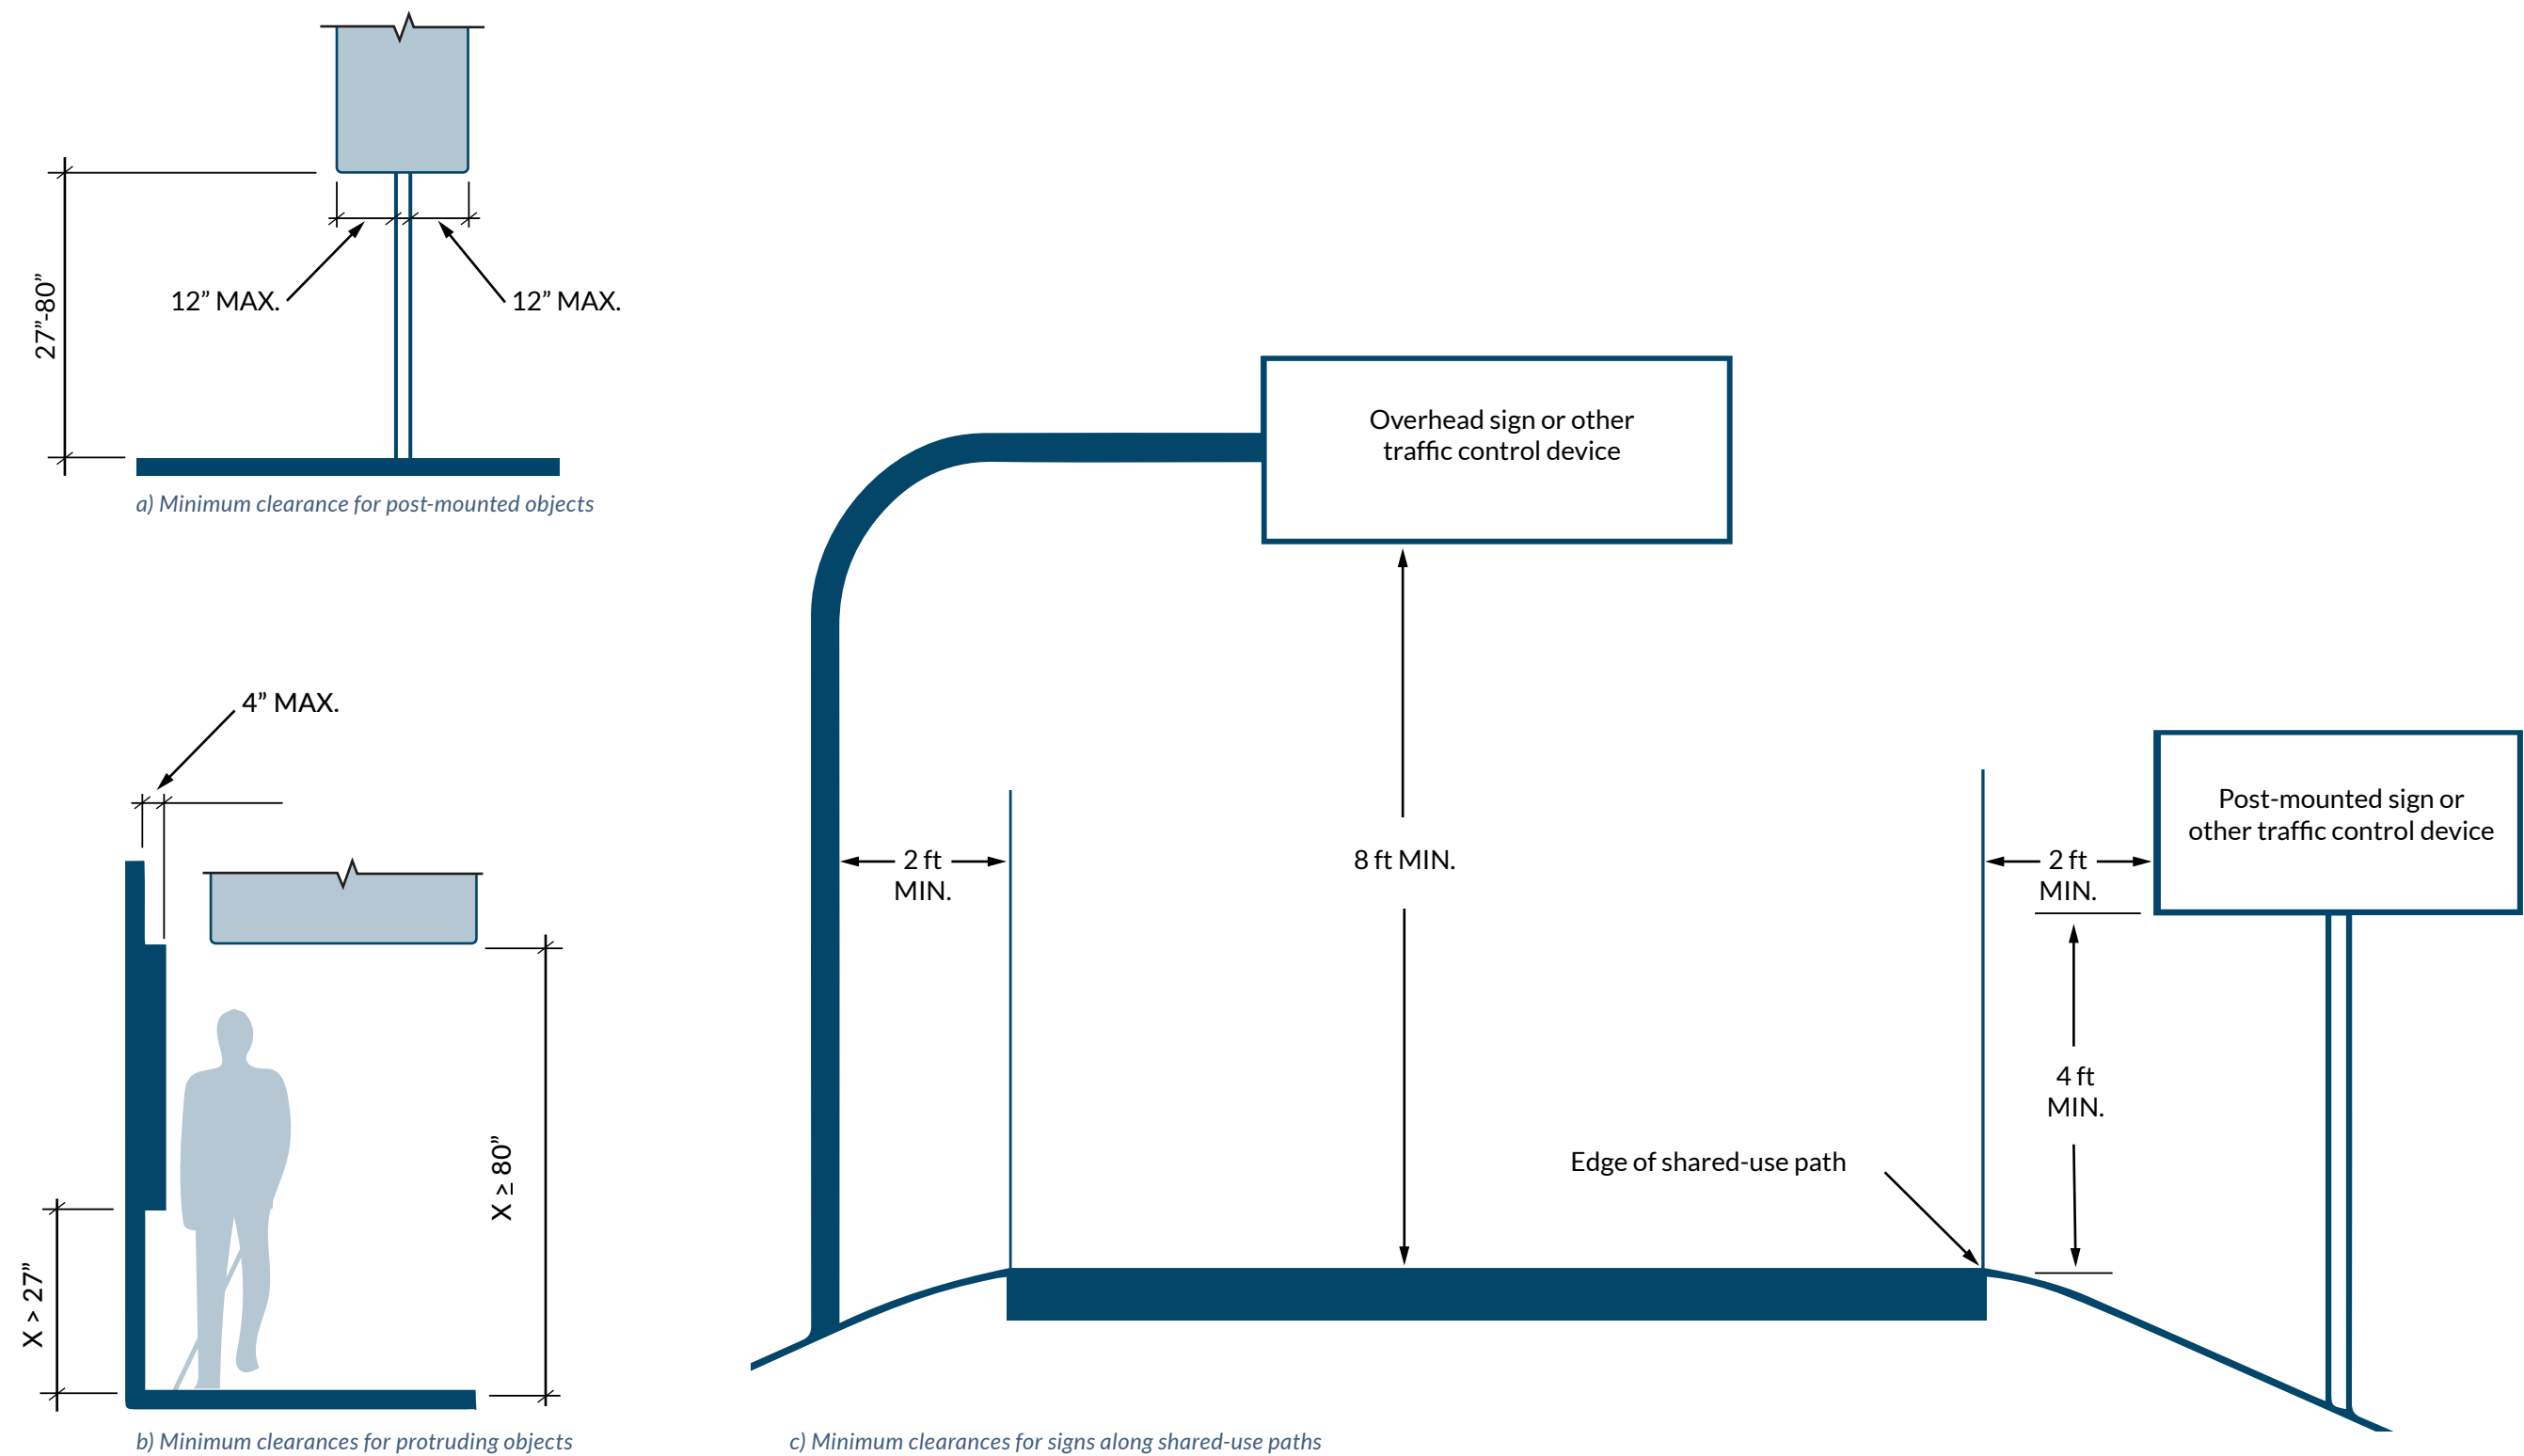 27”-80”
12” MAX.
12” MAX.
a) Minimum clearance for post-mounted objects
4” MAX.
X > 27”
X ≥ 80”
b) Minimum clearances for protruding objects
Overhead sign or other
traffic control device
2 ft
MIN.
8 ft MIN.
Post-mounted sign or
other traffic control device
2 ft
MIN.
4 ft
MIN.
Edge of shared-use path
c) Minimum clearances for signs along shared-use paths